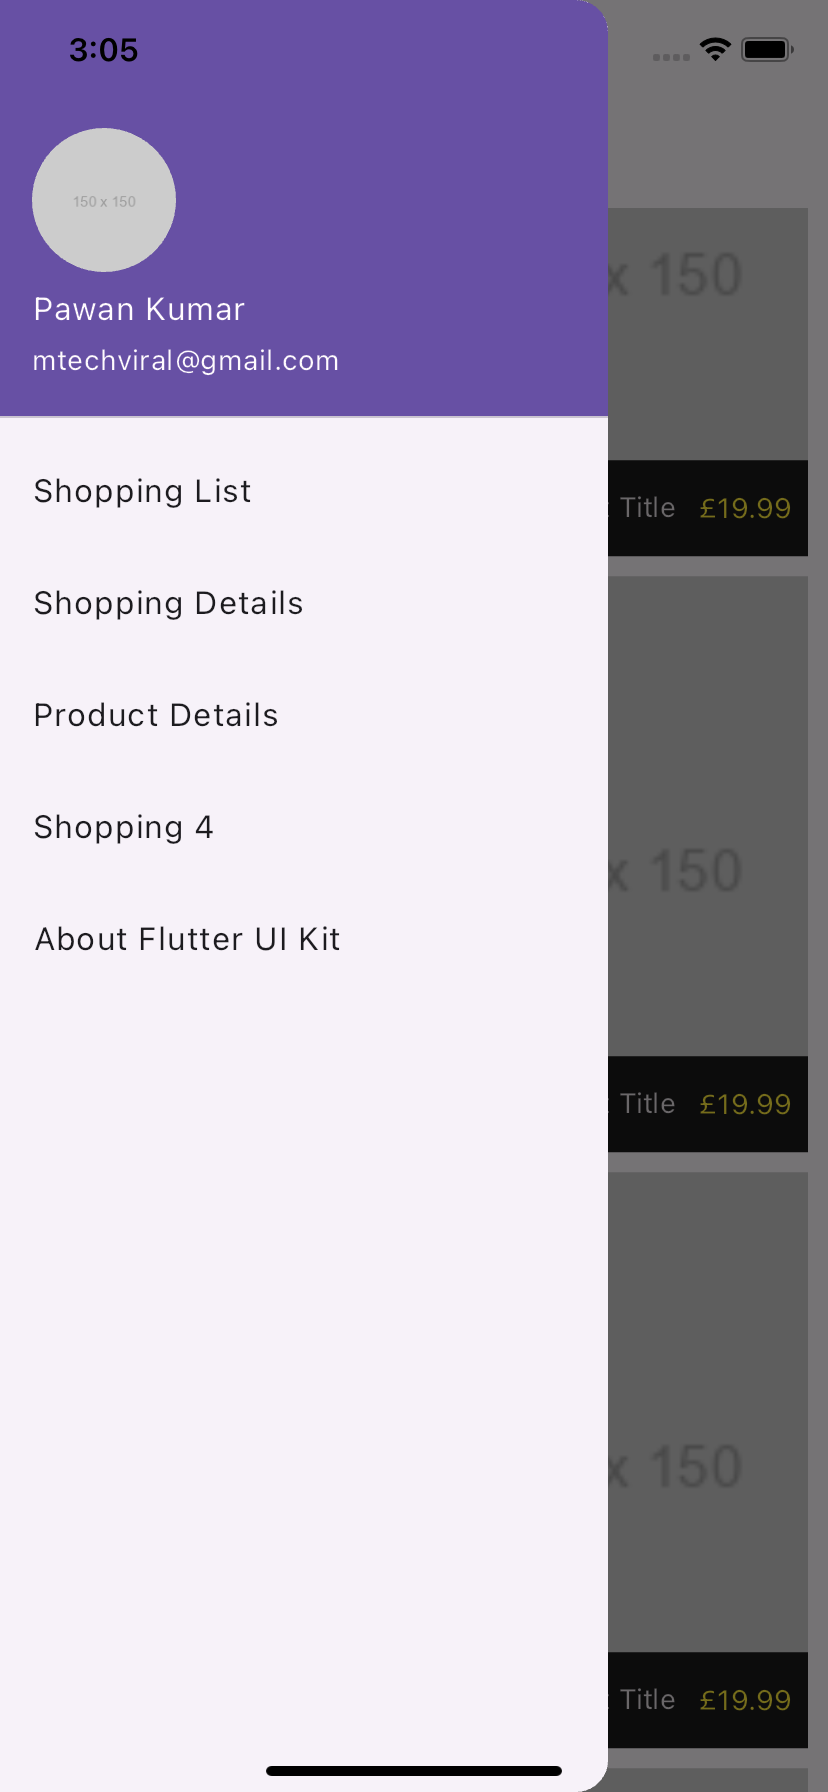 3:05
150 x 150
Pawan Kumar
mtechviral@gmail.com
Shopping List
Shopping Details
Product Details
Shopping 4
About Flutter UI Kit
x 150
Title £19.99
x 150
Title £19.99
x 150
Title £19.99